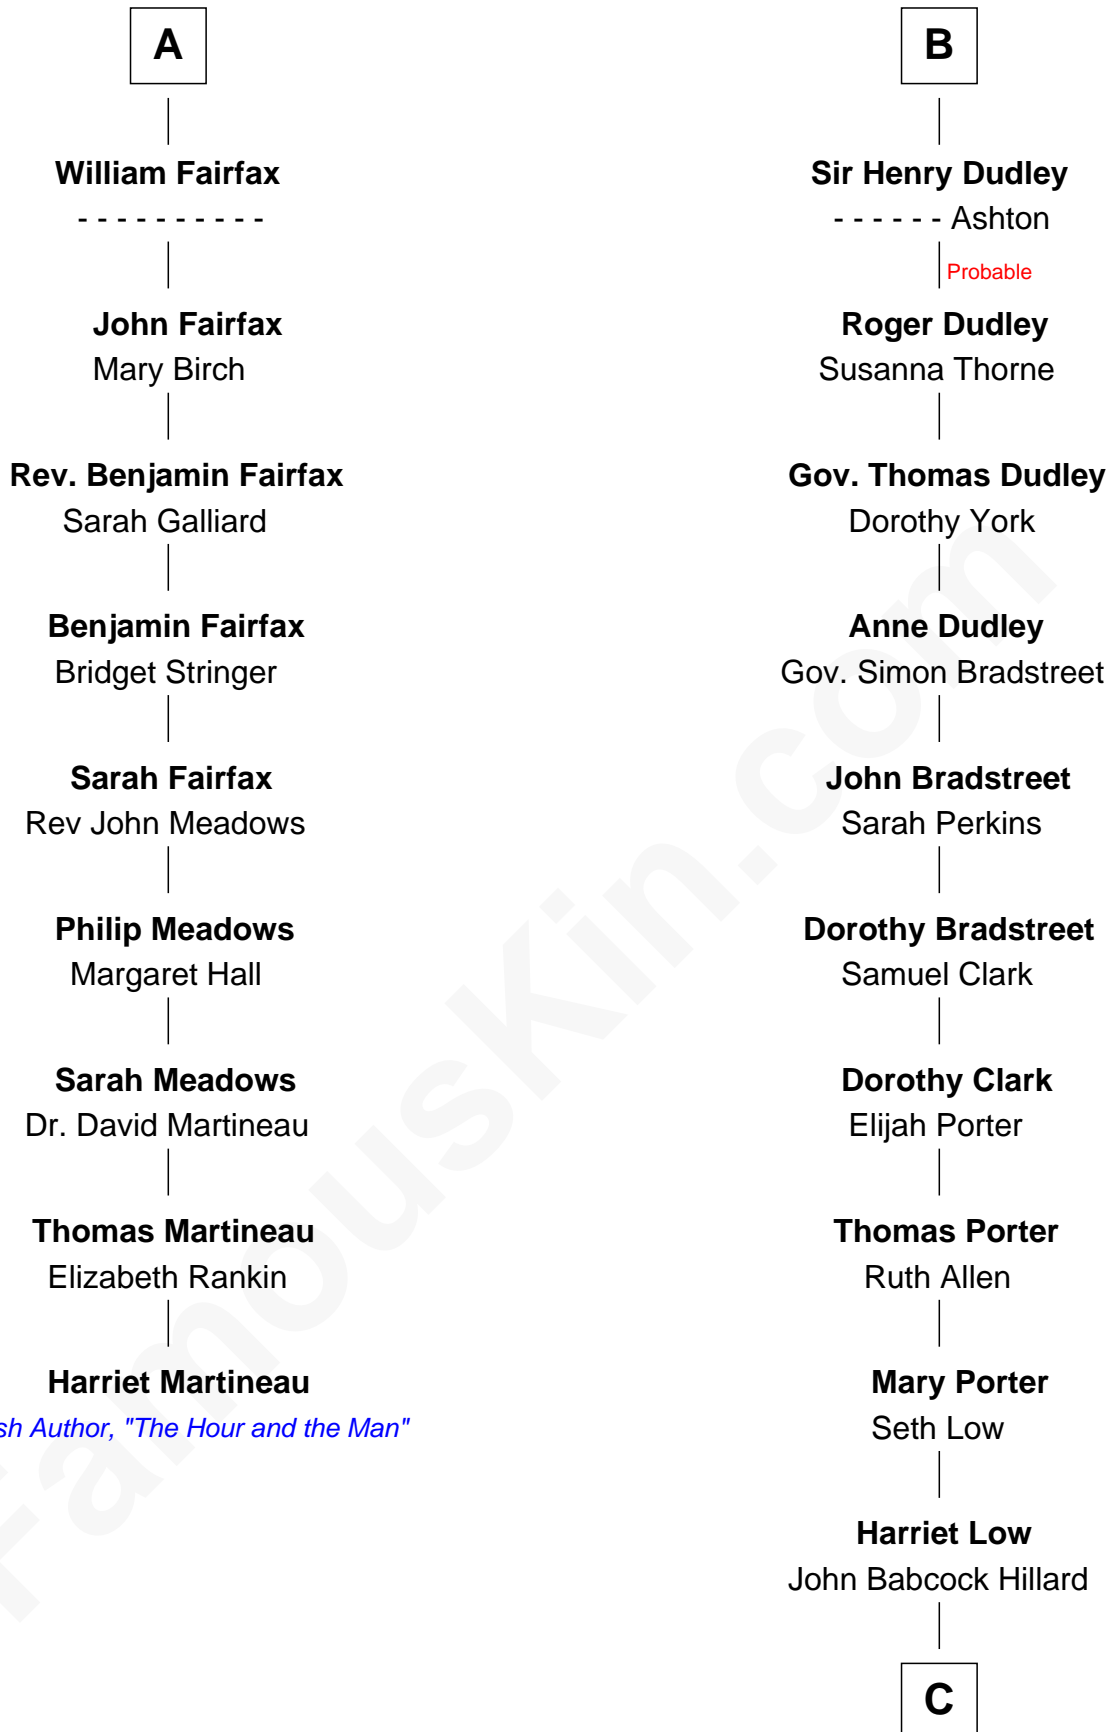 A
William Fairfax
- - - - - - - - - -
John Fairfax
Mary Birch
Rev. Benjamin Fairfax
Sarah Galliard
Benjamin Fairfax
Bridget Stringer
Sarah Fairfax
Rev John Meadows
Philip Meadows
Margaret Hall
Sarah Meadows
Dr. David Martineau
Thomas Martineau
Elizabeth Rankin
Harriet Martineau
sh Author, "The Hour and the Man"
B
Sir Henry Dudley
- - - - - - Ashton
Probable
Roger Dudley
Susanna Thorne
Gov. Thomas Dudley
Dorothy York
Anne Dudley
Gov. Simon Bradstreet
John Bradstreet
Sarah Perkins
Dorothy Bradstreet
Samuel Clark
Dorothy Clark
Elijah Porter
Thomas Porter
Ruth Allen
Mary Porter
Seth Low
Harriet Low
John Babcock Hillard
C
FamousKin.com